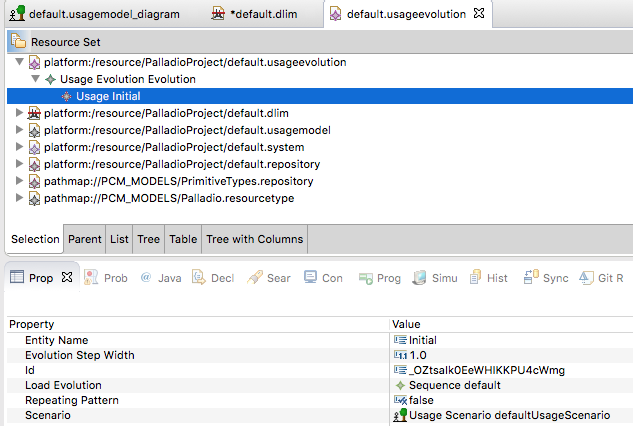 default.usagemodel_diagram *default.dlim default.usageevolution
Resource Set
platform:/resource/PalladioProject/default.usageevolution
Usage Evolution Evolution
Usage Initial
platform:/resource/PalladioProject/default.dlim
platform:/resource/PalladioProject/default.usagemodel
platform:/resource/PalladioProject/default.system
platform:/resource/PalladioProject/default.repository
pathmap://PCM_MODELS/PrimitiveTypes.repository
pathmap://PCM_MODELS/Palladio.resourcetype
Selection Parent List Tree Table Tree with Columns
Prop Prob @ Java Decl Sear Con Prog Simu Hist Sync Git R
Property Value
Entity Name Initial
Evolution Step Width 1.0
Id _OZtsaIk0EeWHIKKPU4cWmg
Load Evolution Sequence default
Repeating Pattern false
Scenario Usage Scenario defaultUsageScenario